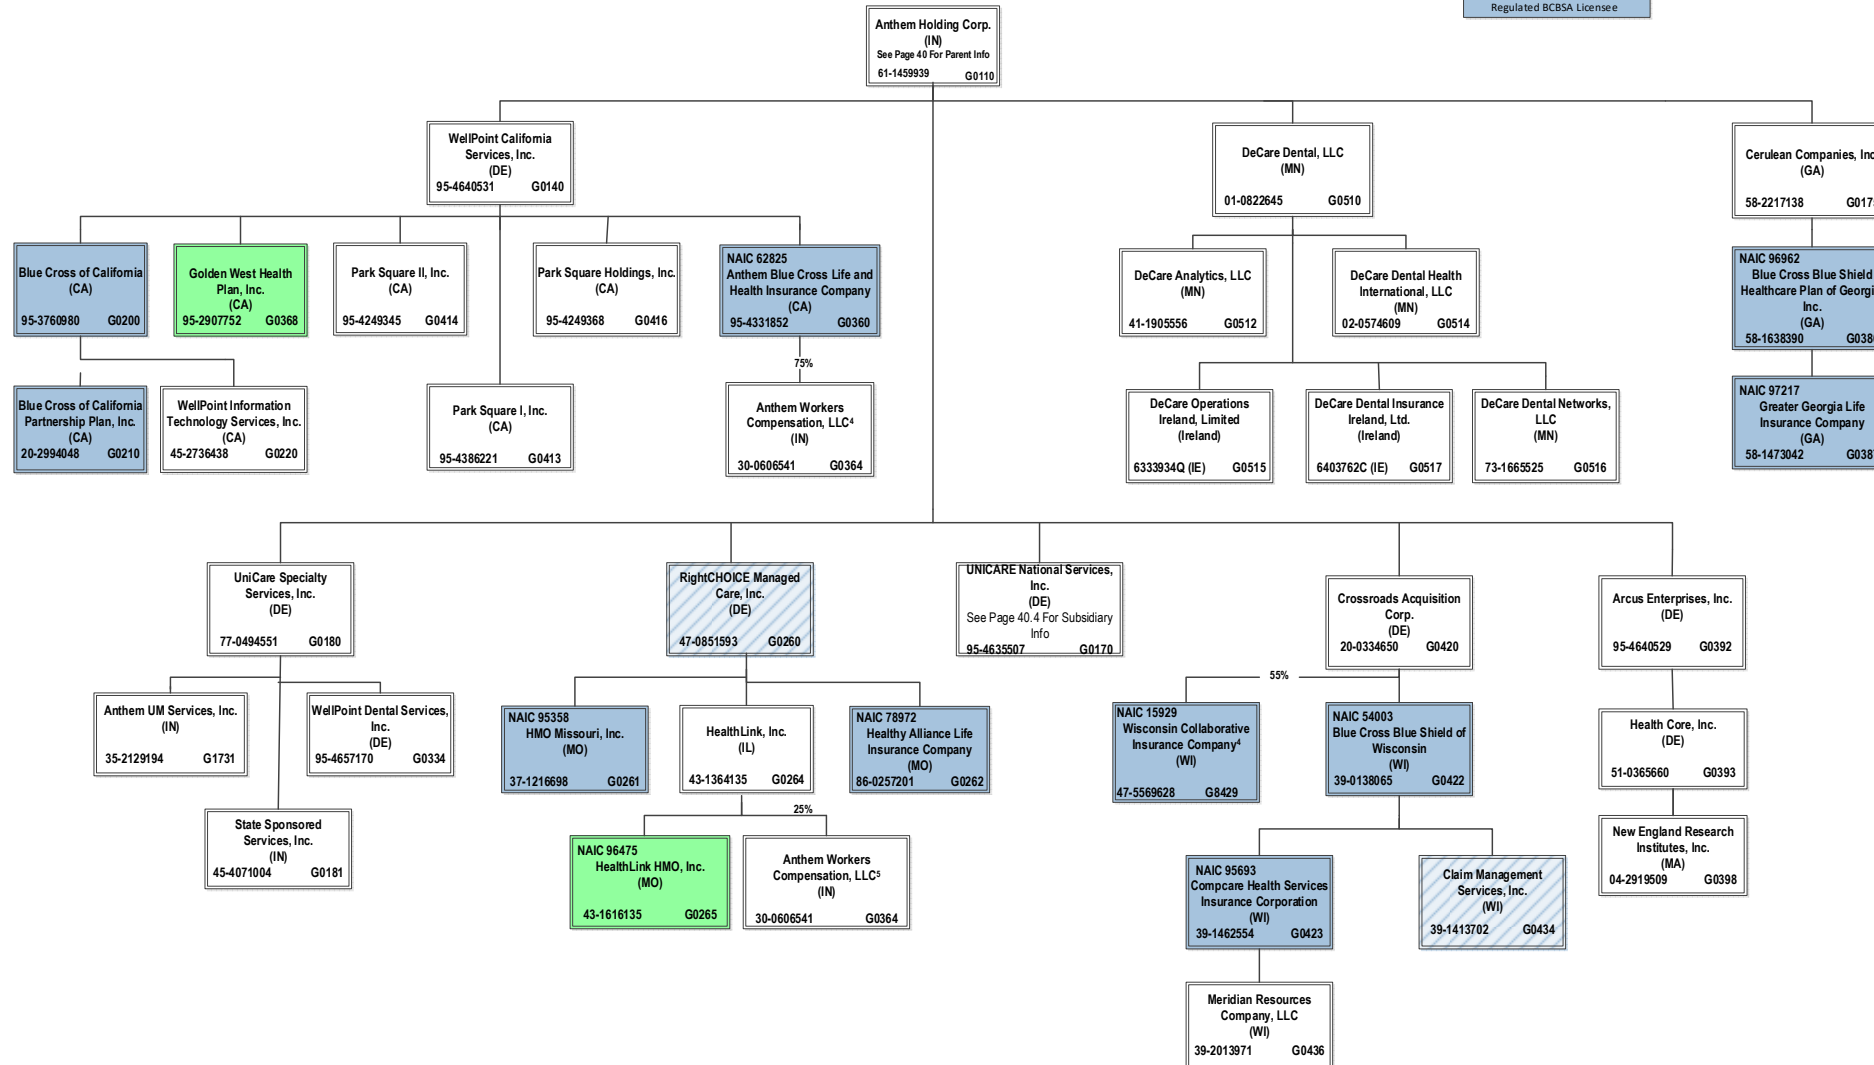 Regulated BCBSA Licensee
Anthem Holding Corp.
(IN)
See Page 40 For Parent Info
61-1459939 G0110
WellPoint California
Services, Inc.
(DE)
95-4640531 G0140
DeCare Dental, LLC
(MN)
01-0822645 G0510
Cerulean Companies, Inc
(GA)
58-2217138 G017
Blue Cross of California
(CA)
95-3760980 G0200
Golden West Health
Plan, Inc.
(CA)
95-2907752 G0368
Park Square II, Inc.
(CA)
95-4249345 G0414
Park Square Holdings, Inc.
(CA)
95-4249368 G0416
NAIC 62825
Anthem Blue Cross Life and
Health Insurance Company
(CA)
95-4331852 G0360
DeCare Analytics, LLC
(MN)
41-1905556 G0512
DeCare Dental Health
International, LLC
(MN)
02-0574609 G0514
NAIC 96962
Blue Cross Blue Shield
Healthcare Plan of Georgi
Inc.
(GA)
58-1638390 G038
75%
Blue Cross of California
Partnership Plan, Inc.
(CA)
20-2994048 G0210
WellPoint Information
Technology Services, Inc.
(CA)
45-2736438 G0220
Park Square I, Inc.
(CA)
95-4386221 G0413
Anthem Workers
Compensation, LLC⁴
(IN)
30-0606541 G0364
DeCare Operations
Ireland, Limited
(Ireland)
6333934Q (IE) G0515
DeCare Dental Insurance
Ireland, Ltd.
(Ireland)
6403762C (IE) G0517
DeCare Dental Networks,
LLC
(MN)
73-1665525 G0516
NAIC 97217
Greater Georgia Life
Insurance Company
(GA)
58-1473042 G038
UniCare Specialty
Services, Inc.
(DE)
77-0494551 G0180
RightCHOICE Managed
Care, Inc.
(DE)
47-0851593 G0260
UNICARE National Services,
Inc.
(DE)
See Page 40.4 For Subsidiary
Info
95-4635507 G0170
Crossroads Acquisition
Corp.
(DE)
20-0334650 G0420
Arcus Enterprises, Inc.
(DE)
95-4640529 G0392
55%
Anthem UM Services, Inc.
(IN)
35-2129194 G1731
WellPoint Dental Services,
Inc.
(DE)
95-4657170 G0334
NAIC 95358
HMO Missouri, Inc.
(MO)
37-1216698 G0261
HealthLink, Inc.
(IL)
43-1364135 G0264
NAIC 78972
Healthy Alliance Life
Insurance Company
(MO)
86-0257201 G0262
NAIC 15929
Wisconsin Collaborative
Insurance Company⁴
(WI)
47-5569628 G8429
NAIC 54003
Blue Cross Blue Shield of
Wisconsin
(WI)
39-0138065 G0422
Health Core, Inc.
(DE)
51-0365660 G0393
25%
State Sponsored
Services, Inc.
(IN)
45-4071004 G0181
NAIC 96475
HealthLink HMO, Inc.
(MO)
43-1616135 G0265
Anthem Workers
Compensation, LLC⁵
(IN)
30-0606541 G0364
NAIC 95693
Compcare Health Services
Insurance Corporation
(WI)
39-1462554 G0423
Claim Management
Services, Inc.
(WI)
39-1413702 G0434
New England Research
Institutes, Inc.
(MA)
04-2919509 G0398
Meridian Resources
Company, LLC
(WI)
39-2013971 G0436